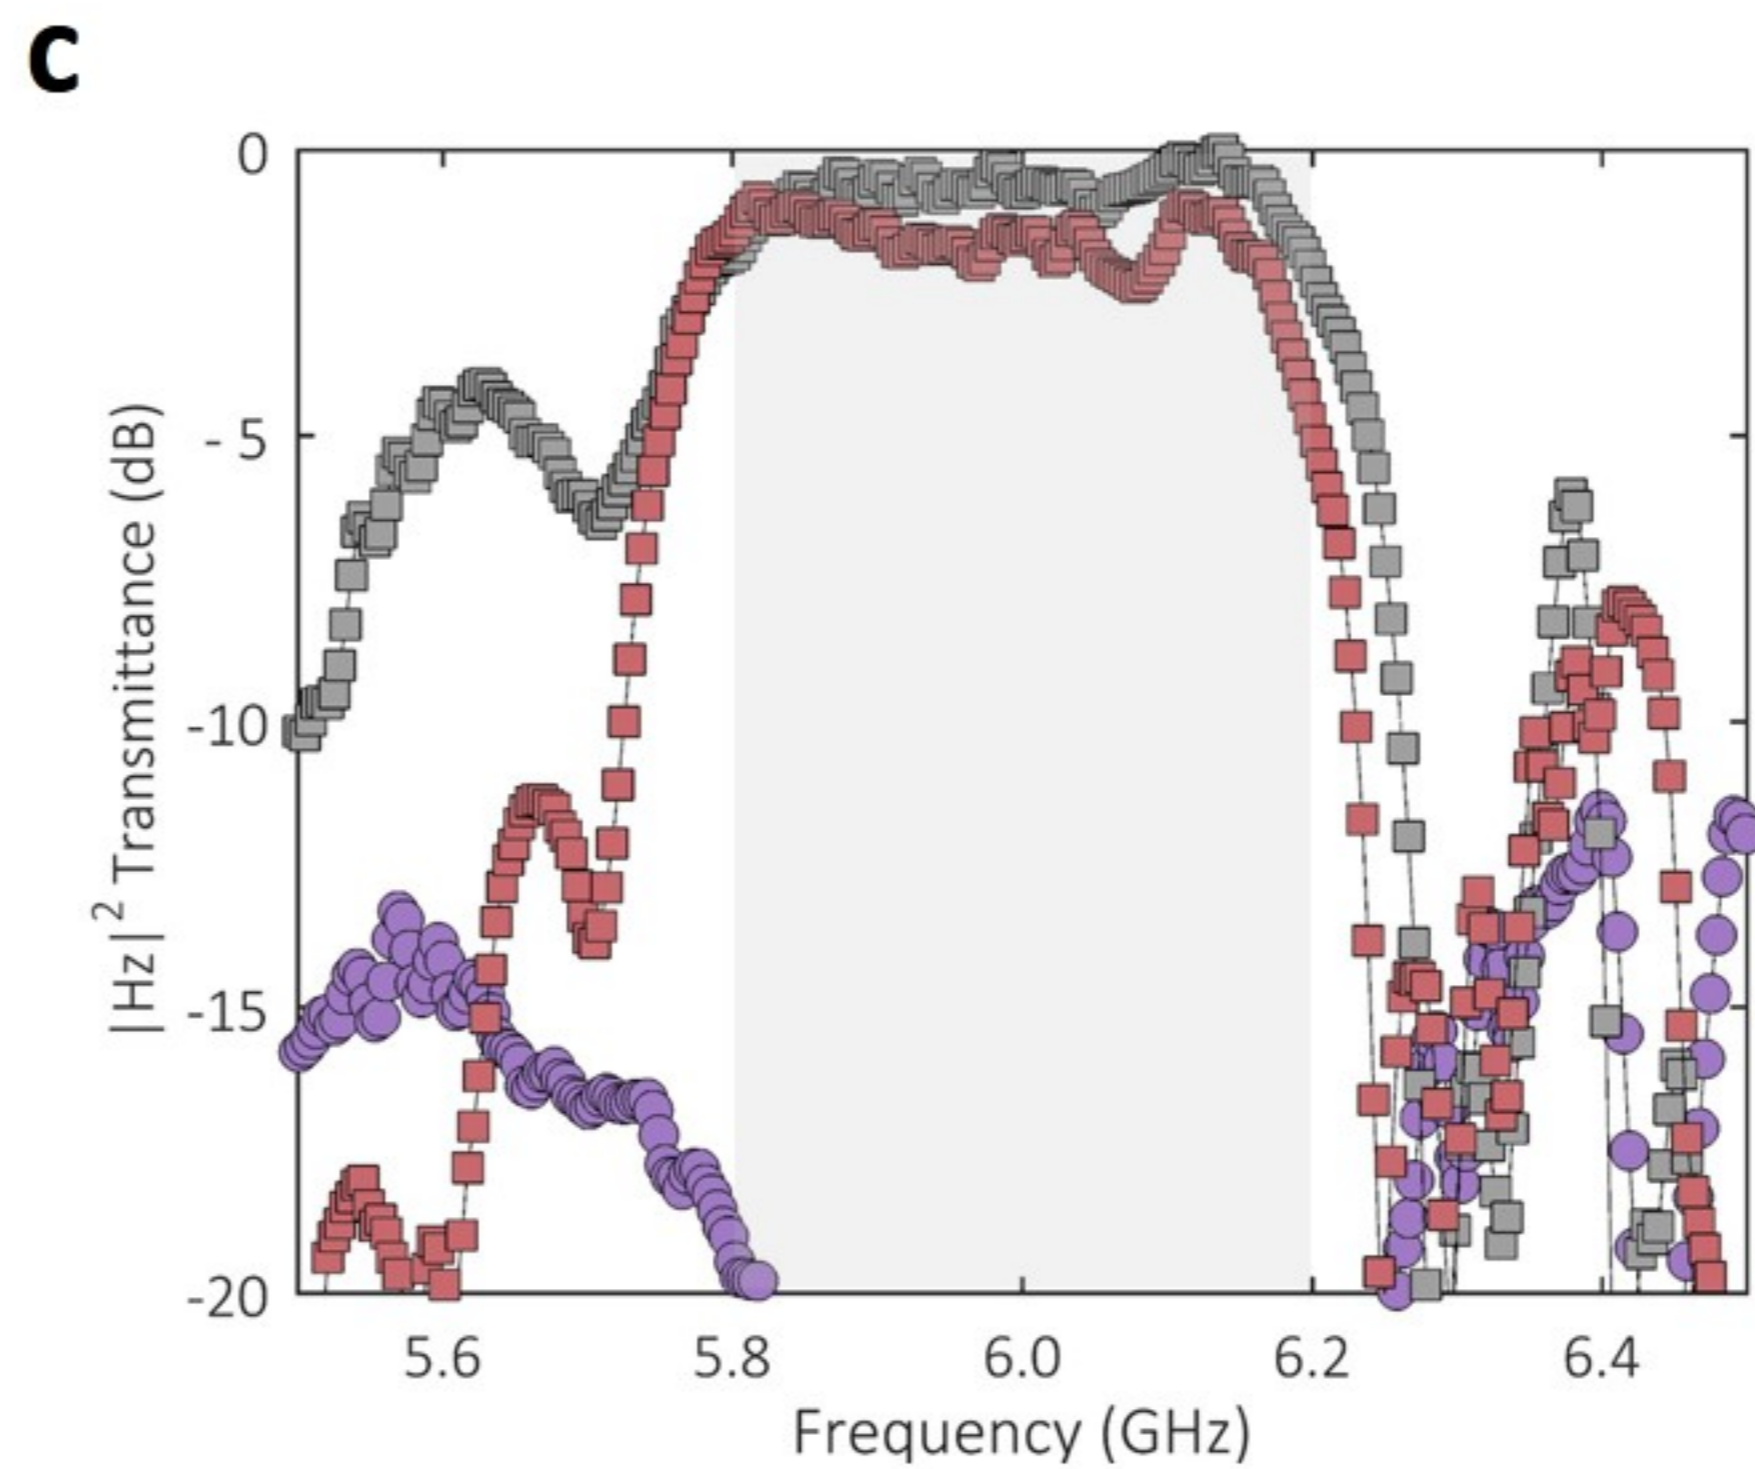 c
0
- 5
-10
-15
-20
|Hz|² Transmittance (dB)
5.6 5.8 6.0 6.2 6.4
Frequency (GHz)